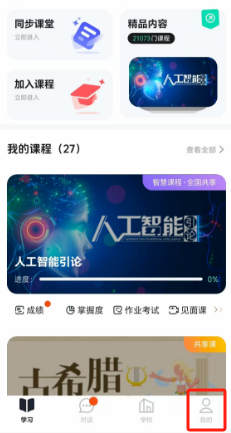 同步课堂
立即进入
精品内容
21073门课程
人工智能
加入课程
立即进入
我的课程（27）
查看全部
智慧课程·全国共享
人工智能引论
人工智能引论
进度：
0%
成绩
掌握度
作业考试
见面课
共享课
古希腊
学习
对话
学校
我的